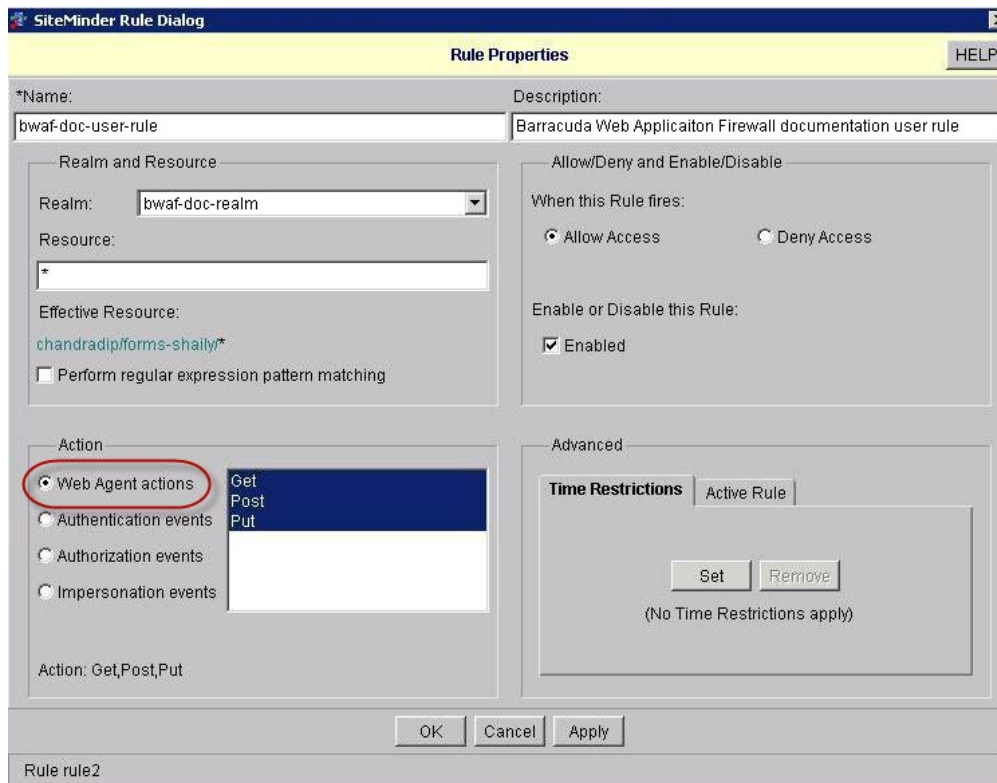 SiteMinder Rule Dialog
Rule Properties
HELP
*Name:
Description:
bwaf-doc-user-rule
Barracuda Web Applicaiton Firewall documentation user rule
Realm and Resource
Realm:
bwaf-doc-realm
Resource:
*
Effective Resource:
chandradip/forms-shaily/*
Perform regular expression pattern matching
Allow/Deny and Enable/Disable
When this Rule fires:
Allow Access
Deny Access
Enable or Disable this Rule:
Enabled
Action
Web Agent actions
Authentication events
Authorization events
Impersonation events
Get
Post
Put
Action: Get,Post,Put
Advanced
Time Restrictions
Active Rule
Set
Remove
(No Time Restrictions apply)
OK
Cancel
Apply
Rule rule2